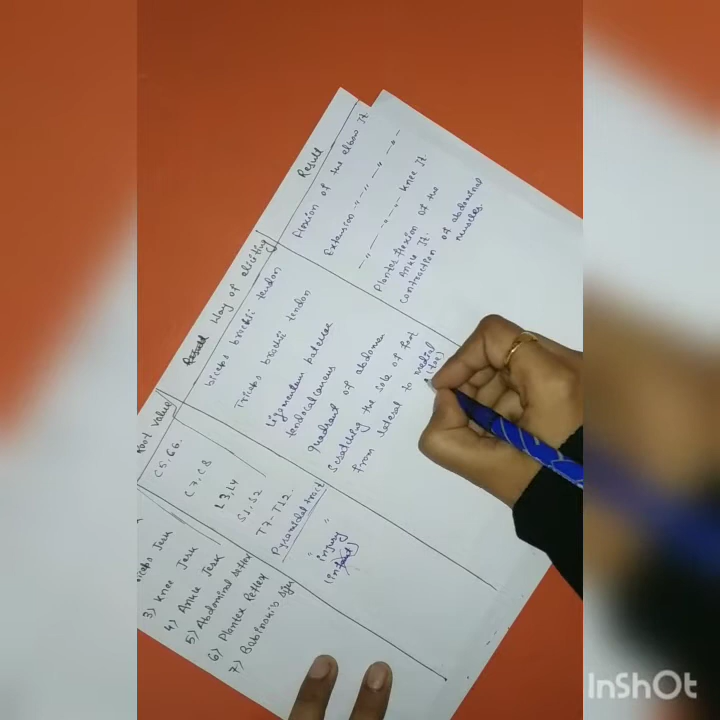 Root value
Result Way of eliciting
Result
C5, C6.
biceps brachii tendon
Flexion of the elbow Jt.
C7, C8
Triceps brachii tendon
Extension " " " "
3) Knee Jerk
L3, L4
ligamentum patellae
" " " knee Jt
4) Ankle Jerk
S1, S2
tendocalcaneus
Planter flexion of the
Ankle Jt.
5) Abdominal reflex
T7 - T12.
quadrant of abdomen
contraction of abdominal
muscles.
6) Planter Reflex
Pyramidal tract
scratching the sole of foot
from lateral to medial
(toe)
7) Babinski's sign
" injury
InShOt